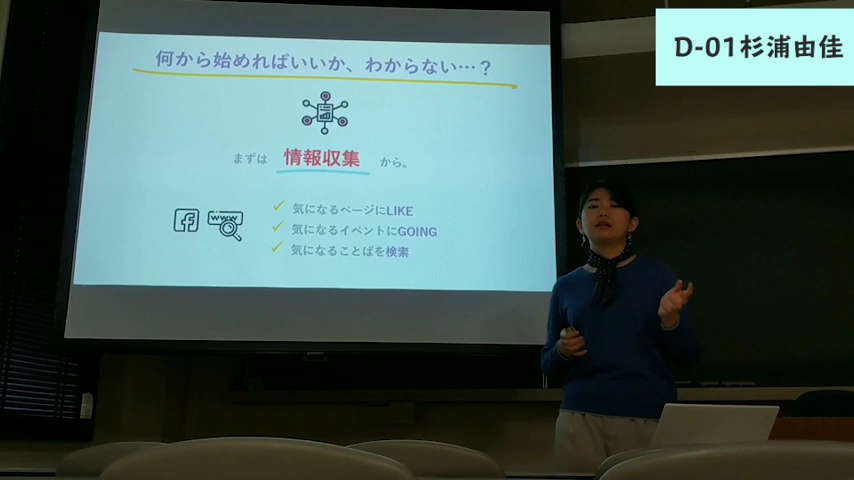 D-01杉浦由佳
何から始めればいいか、わからない…？
まずは 情報収集 から。
f
www
気になるページにLIKE
気になるイベントにGOING
気になることばを検索